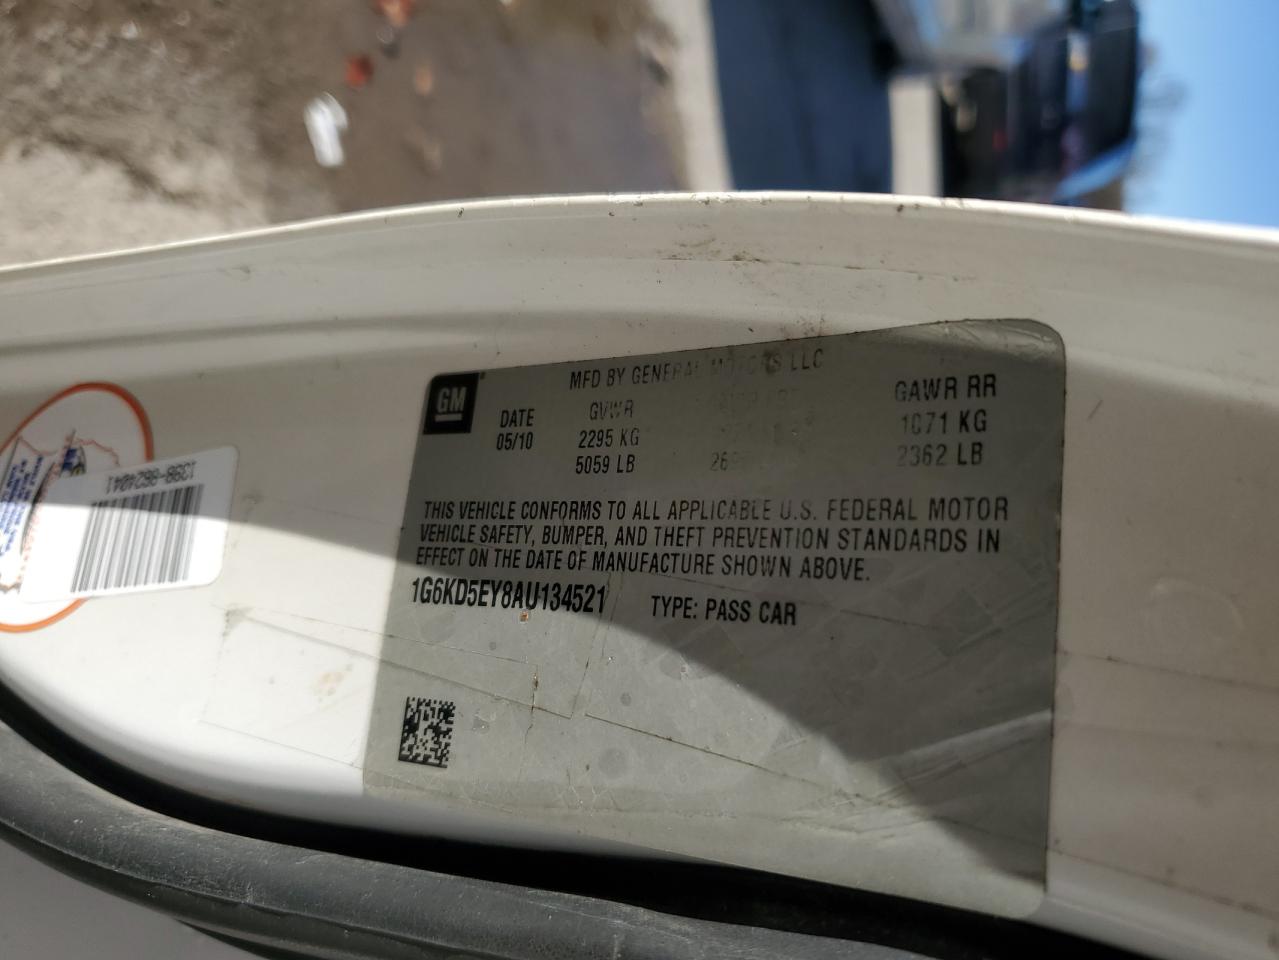 GM
MFD BY GENERAL MOTORS LLC
DATE GVWR GAWR RR
05/10 2295 KG 1071 KG
5059 LB 2362 LB
THIS VEHICLE CONFORMS TO ALL APPLICABLE U.S. FEDERAL MOTOR
VEHICLE SAFETY, BUMPER, AND THEFT PREVENTION STANDARDS IN
EFFECT ON THE DATE OF MANUFACTURE SHOWN ABOVE.
1G6KD5EY8AU134521 TYPE: PASS CAR
1398-8624041